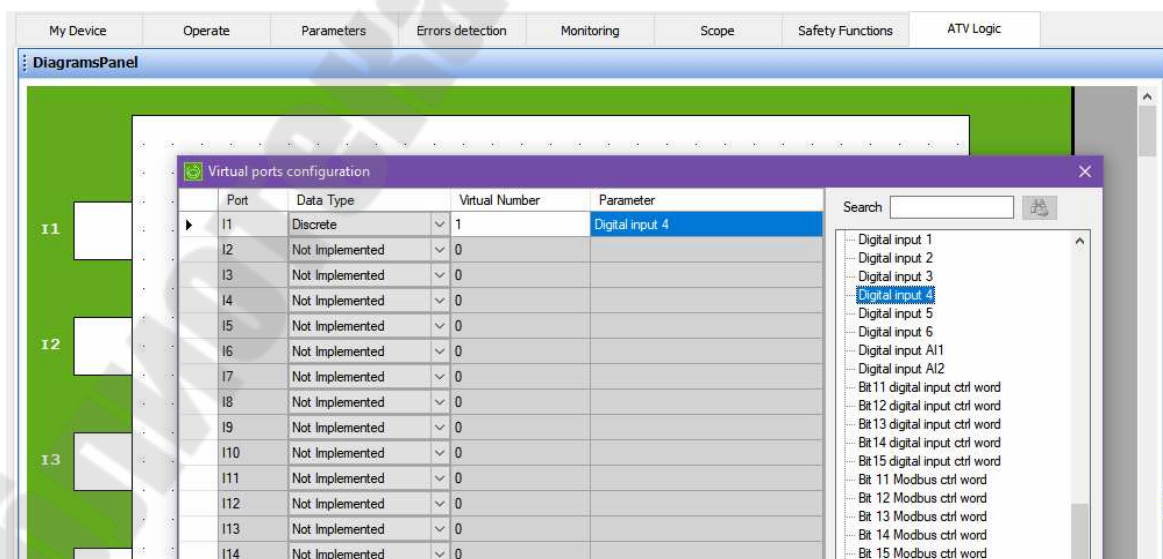 My Device Operate Parameters Errors detection Monitoring Scope Safety Functions ATV Logic
DiagramsPanel
Virtual ports configuration
Port Data Type Virtual Number Parameter
I1 Discrete 1 Digital input 4
I2 Not Implemented 0
I3 Not Implemented 0
I4 Not Implemented 0
I5 Not Implemented 0
I6 Not Implemented 0
I7 Not Implemented 0
I8 Not Implemented 0
I9 Not Implemented 0
I10 Not Implemented 0
I11 Not Implemented 0
I12 Not Implemented 0
I13 Not Implemented 0
I14 Not Implemented 0
I1
I2
I3
Search
Digital input 1
Digital input 2
Digital input 3
Digital input 4
Digital input 5
Digital input 6
Digital input AI1
Digital input AI2
Bit11 digital input ctrl word
Bit12 digital input ctrl word
Bit13 digital input ctrl word
Bit14 digital input ctrl word
Bit15 digital input ctrl word
Bit 11 Modbus ctrl word
Bit 12 Modbus ctrl word
Bit 13 Modbus ctrl word
Bit 14 Modbus ctrl word
Bit 15 Modbus ctrl word